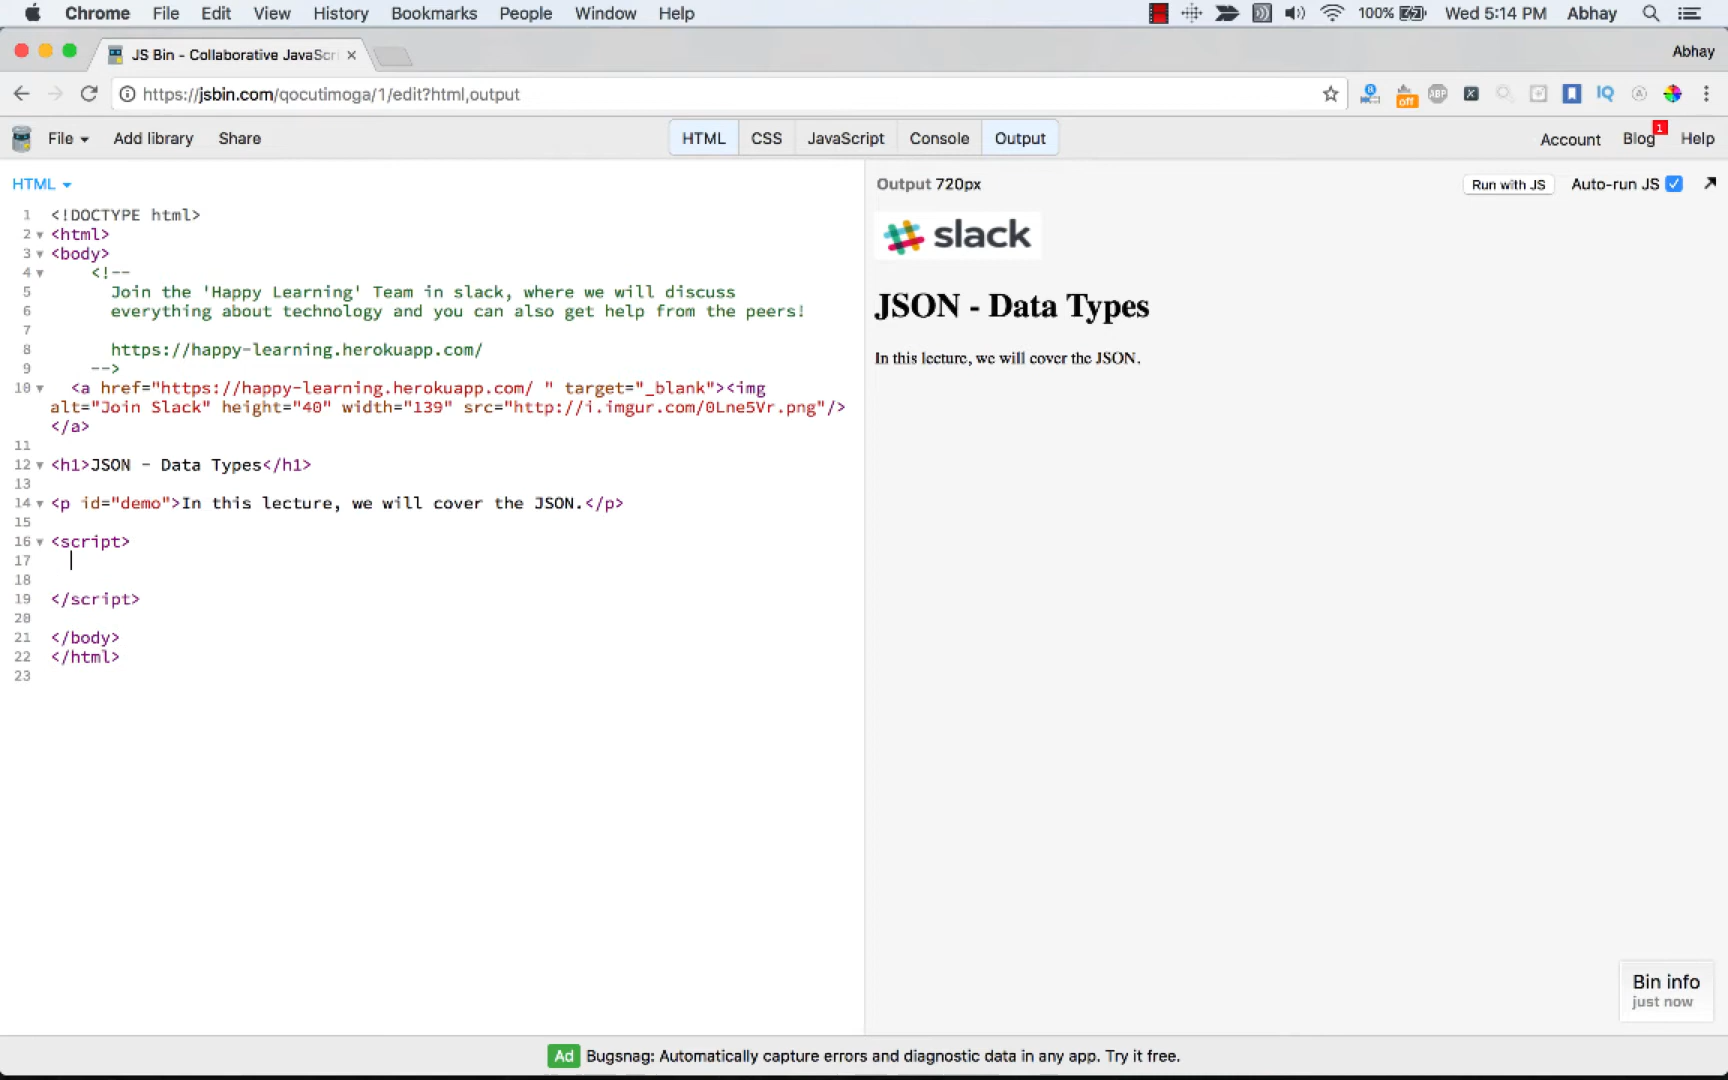 Chrome File Edit View History Bookmarks People Window Help 100% Wed 5:14 PM Abhay
JS Bin - Collaborative JavaScri Abhay
https://jsbin.com/qocutimoga/1/edit?html,output off ABP X IQ A
File Add library Share HTML CSS JavaScript Console Output Account Blog 1 Help
HTML
1 <!DOCTYPE html>
2 <html>
3 <body>
4 <!--
5 Join the 'Happy Learning' Team in slack, where we will discuss
6 everything about technology and you can also get help from the peers!
7
8 https://happy-learning.herokuapp.com/
9 -->
10 <a href="https://happy-learning.herokuapp.com/ " target="_blank"><img
alt="Join Slack" height="40" width="139" src="http://i.imgur.com/0Lne5Vr.png"/>
</a>
11
12 <h1>JSON - Data Types</h1>
13
14 <p id="demo">In this lecture, we will cover the JSON.</p>
15
16 <script>
17
18
19 </script>
20
21 </body>
22 </html>
23
Output 720px Run with JS Auto-run JS
slack
JSON - Data Types
In this lecture, we will cover the JSON.
Bin info
just now
Ad Bugsnag: Automatically capture errors and diagnostic data in any app. Try it free.